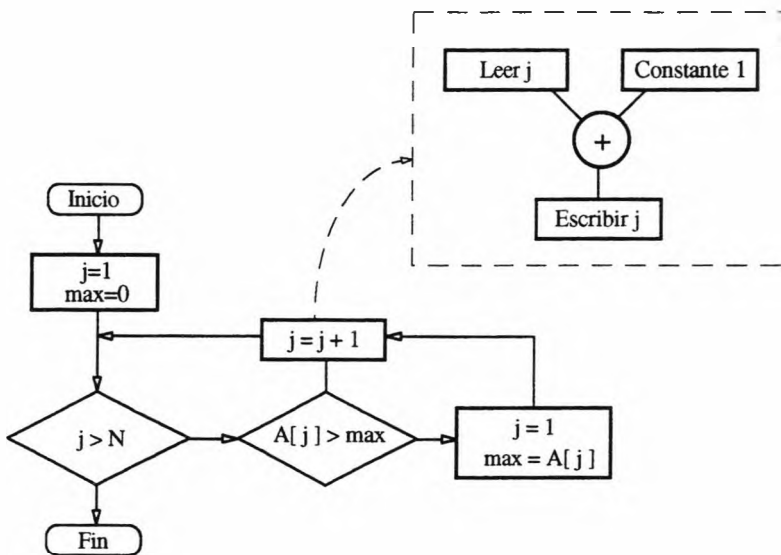 Leer j
Constante 1
+
Escribir j
Inicio
j=1
max=0
j = j + 1
j > N
A[ j ] > max
j = 1
max = A[ j ]
Fin